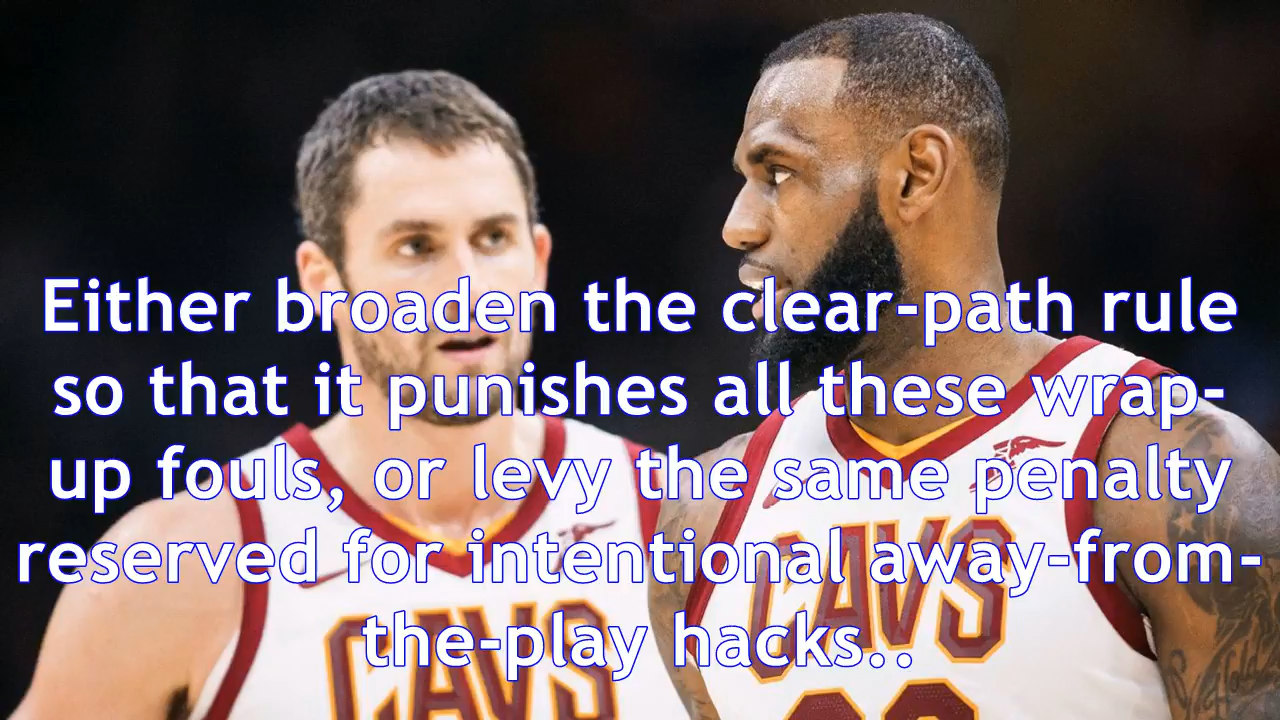 Either broaden the clear-path rule
so that it punishes all these wrap-
up fouls, or levy the same penalty
reserved for intentional away-from-
the-play hacks..
CAVS
CAVS